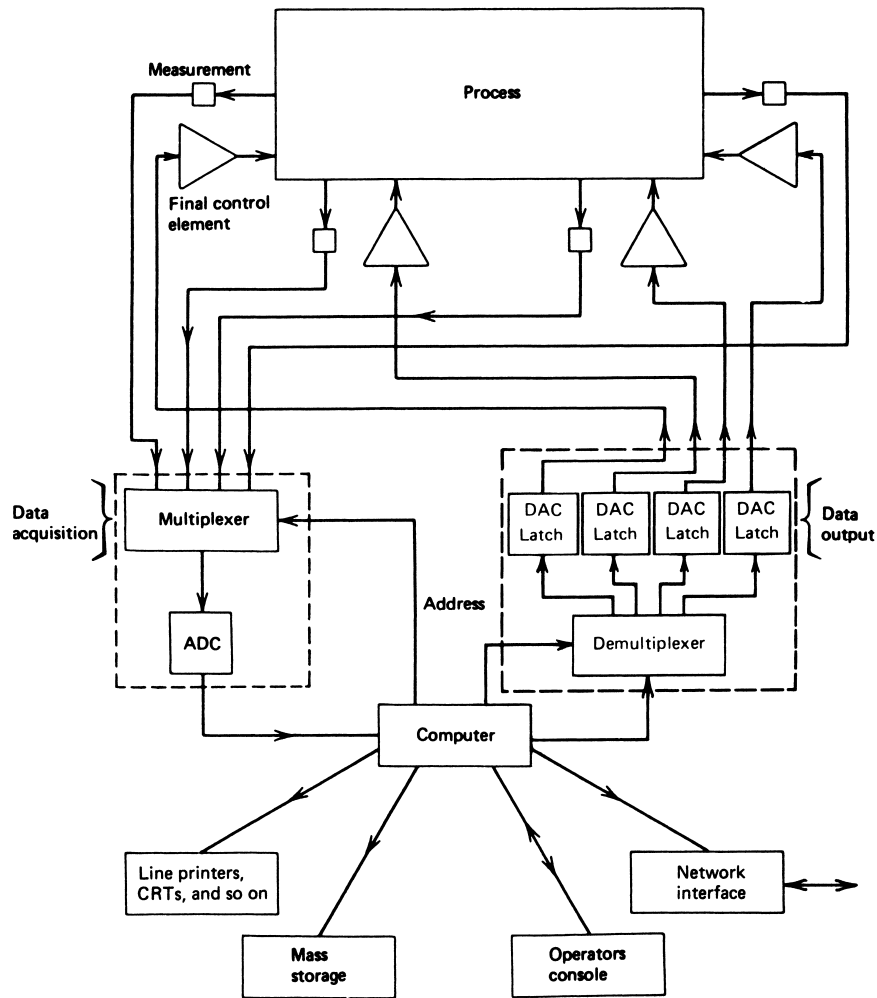 Measurement
Process
Final control
element
Data
acquisition
Multiplexer
DAC
Latch
DAC
Latch
DAC
Latch
DAC
Latch
Data
output
Address
ADC
Demultiplexer
Computer
Line printers,
CRTs, and so on
Network
interface
Mass
storage
Operators
console